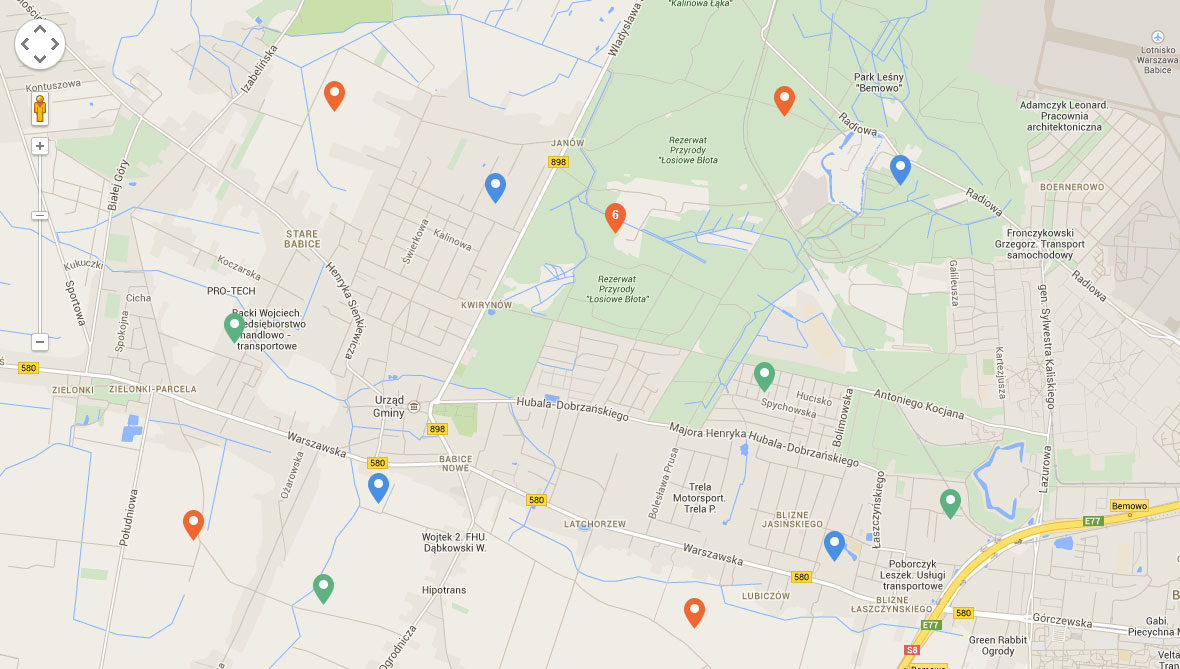 "Kalinowa Łąka"
Władysława
Izabelińska
Kontuszowa
Lotnisko
Warszawa
Babice
Park Leśny
"Bemowo"
Adamczyk Leonard.
Pracownia
architektoniczna
Radiowa
JANÓW
898
Rezerwat
Przyrody
"Łosiowe Błota"
Białej Góry
BOERNEROWO
Radiowa
6
STARE
BABICE
Świerkowa
Kalinowa
Fronczykowski
Grzegorz. Transport
samochodowy
Kukuczki
Koczarska
Sportowa
Cicha
PRO-TECH
Henryka Sienkiewicza
KWIRYNÓW
Rezerwat
Przyrody
"Łosiowe Błota"
Galileusza
gen. Sylwestra Kaliskiego
Radiowa
Spokojna
Racki Wojciech.
handlowo -
transportowe
580
ZIELONKI
ZIELONKI-PARCELA
Urząd
Gminy
Hubala-Dobrzańskiego
Hucisko
Spychowska
Bolimowska
Antoniego Kocjana
Kartezjusza
898
Majora Henryka Hubala-Dobrzańskiego
Warszawska
580
BABICE
NOWE
Ożarowska
Bolesława Prusa
Lazurowa
Trela
Motorsport.
Trela P.
580
Południowa
LATCHORZEW
BLIZNE
JASIŃSKIEGO
Łaszczyńskiego
Bemowo
E77
Wojtek 2. FHU.
Dąbkowski W.
Warszawska
Poborczyk
Leszek. Usługi
transportowe
580
Hipotrans
LUBICZÓW
BLIZNE
ŁASZCZYŃSKIEGO
580
Górczewska
E77
Gabi.
Piecychna M
Ogrodnicza
Green Rabbit
Ogrody
S8
Velta
Tran
Bemowo